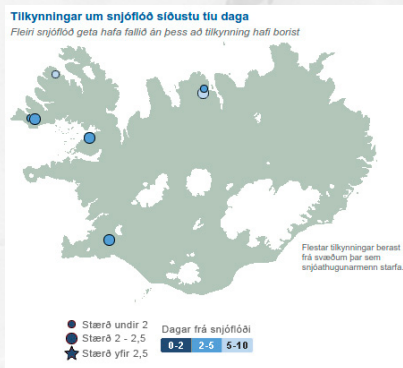 Tilkynningar um snjóflóð síðustu tíu daga
Fleiri snjóflóð geta hafa fallið án þess að tilkynning hafi borist
Flestar tilkynningar berast
frá svæðum þar sem
snjóathugunarmenn starfa.
Stærð undir 2
Stærð 2 - 2,5
Stærð yfir 2,5
Dagar frá snjóflóði
0-2 2-5 5-10